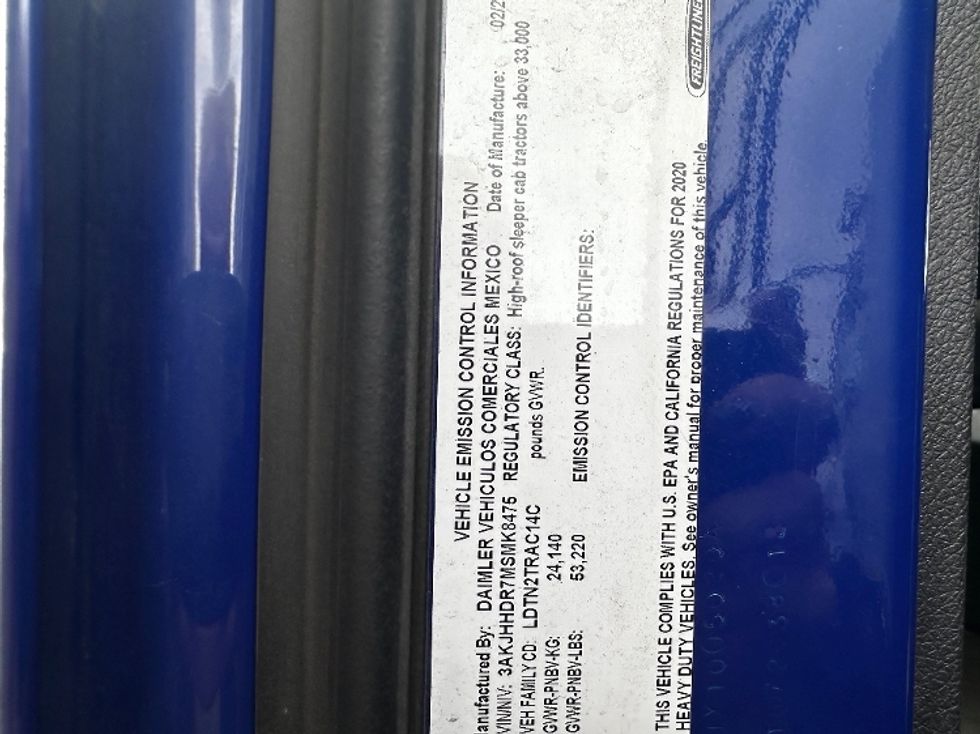 VEHICLE EMISSION CONTROL INFORMATION
anufactured By: DAIMLER VEHICULOS COMERCIALES MEXICO Date of Manufacture: 02/2
VIN/NIV: 3AKJHHDR7MSMK8475 REGULATORY CLASS: High-roof sleeper cab tractors above 33,000
VEH FAMILY CD: LDTN2TRAC14C pounds GVWR.
GVWR-PNBV-KG: 24,140
GVWR-PNBV-LBS: 53,220 EMISSION CONTROL IDENTIFIERS:
THIS VEHICLE COMPLIES WITH U.S. EPA AND CALIFORNIA REGULATIONS FOR 2020
HEAVY DUTY VEHICLES. See owner's manual for proper maintenance of this vehicle.
FREIGHTLINER